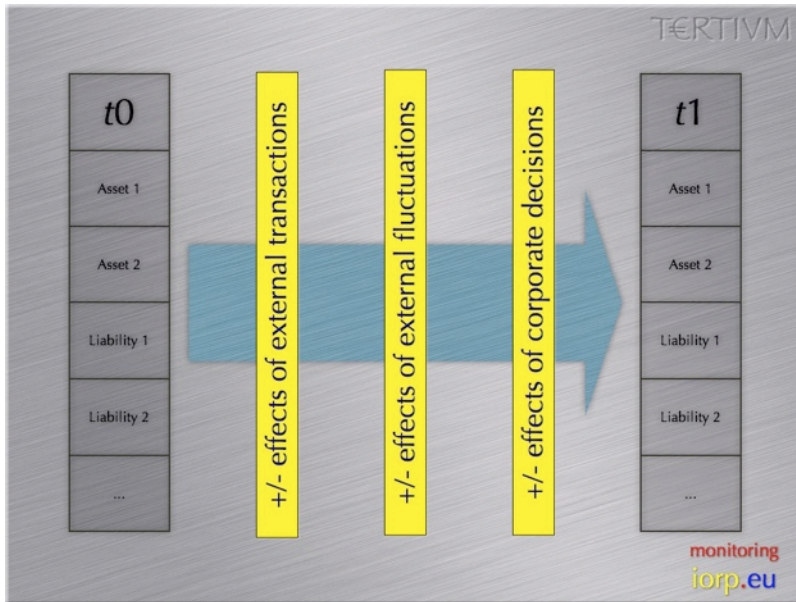 T€RTIVM
t0
Asset 1
Asset 2
Liability 1
Liability 2
...
+/- effects of external transactions
+/- effects of external fluctuations
+/- effects of corporate decisions
t1
Asset 1
Asset 2
Liability 1
Liability 2
...
monitoring
iorp.eu